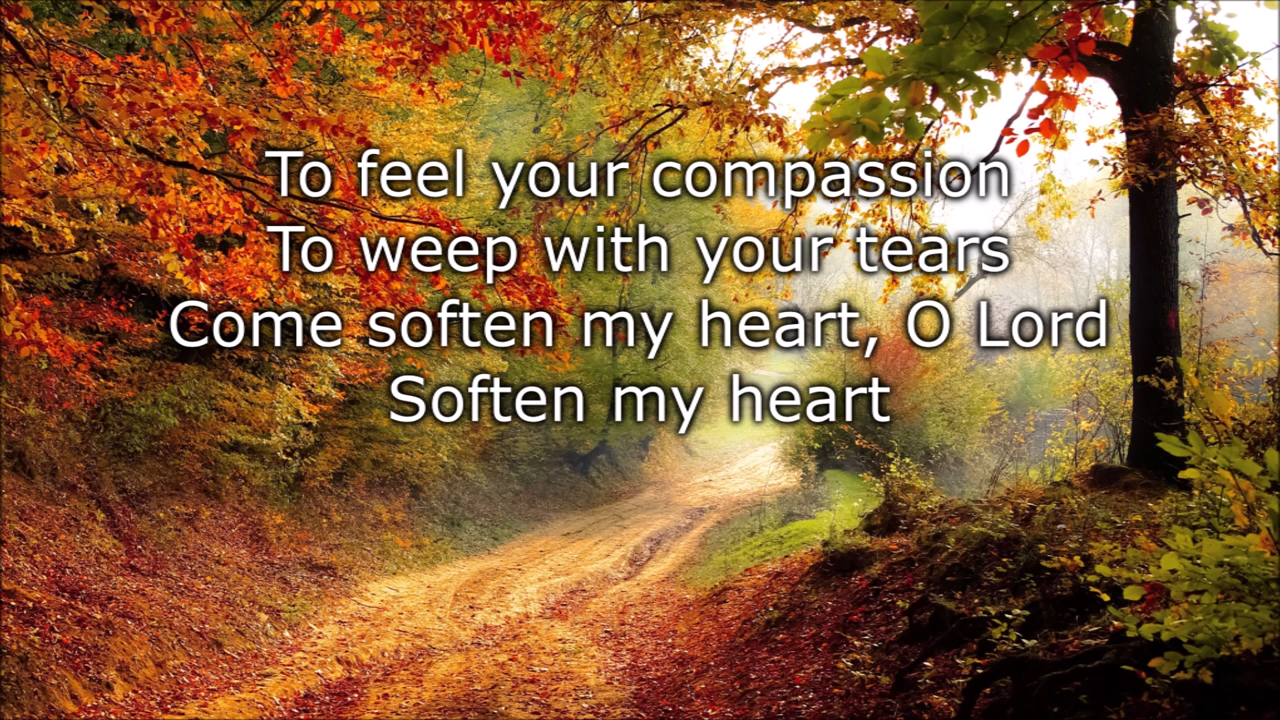 To feel your compassion
To weep with your tears
Come soften my heart, O Lord
Soften my heart